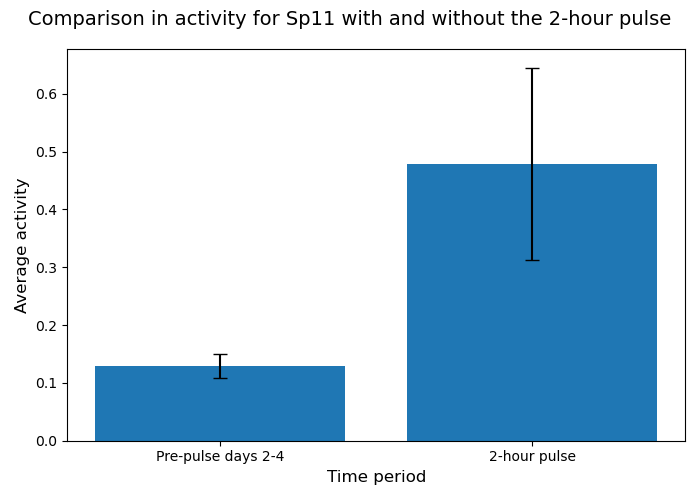 Comparison in activity for Sp11 with and without the 2-hour pulse
0.6
0.5
0.4
0.3
0.2
0.1
0.0
Average activity
Pre-pulse days 2-4
2-hour pulse
Time period